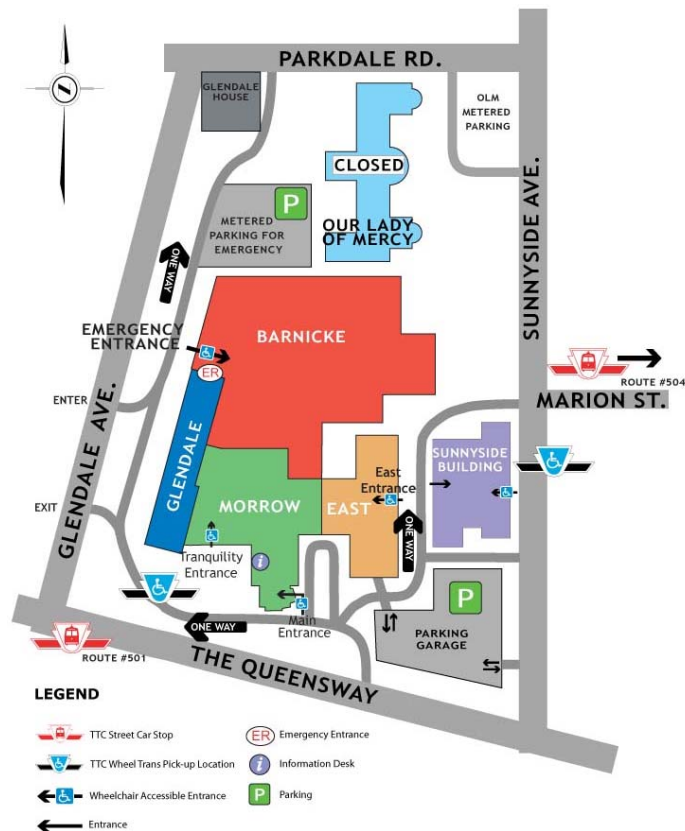 PARKDALE RD.
GLENDALE
HOUSE
OLM
METERED
PARKING
CLOSED
OUR LADY
OF MERCY
P
METERED
PARKING FOR
EMERGENCY
ONE WAY
SUNNYSIDE AVE.
EMERGENCY
ENTRANCE
BARNICKE
ER
ROUTE #504
MARION ST.
ENTER
GLENDALE AVE.
GLENDALE
SUNNYSIDE
BUILDING
East
Entrance
MORROW
EAST
EXIT
ONE WAY
Tranquility
Entrance
i
Main
Entrance
P
PARKING
GARAGE
ONE WAY
ROUTE #501
THE QUEENSWAY
LEGEND
TTC Street Car Stop
ER Emergency Entrance
TTC Wheel Trans Pick-up Location
i Information Desk
Wheelchair Accessible Entrance
P Parking
Entrance